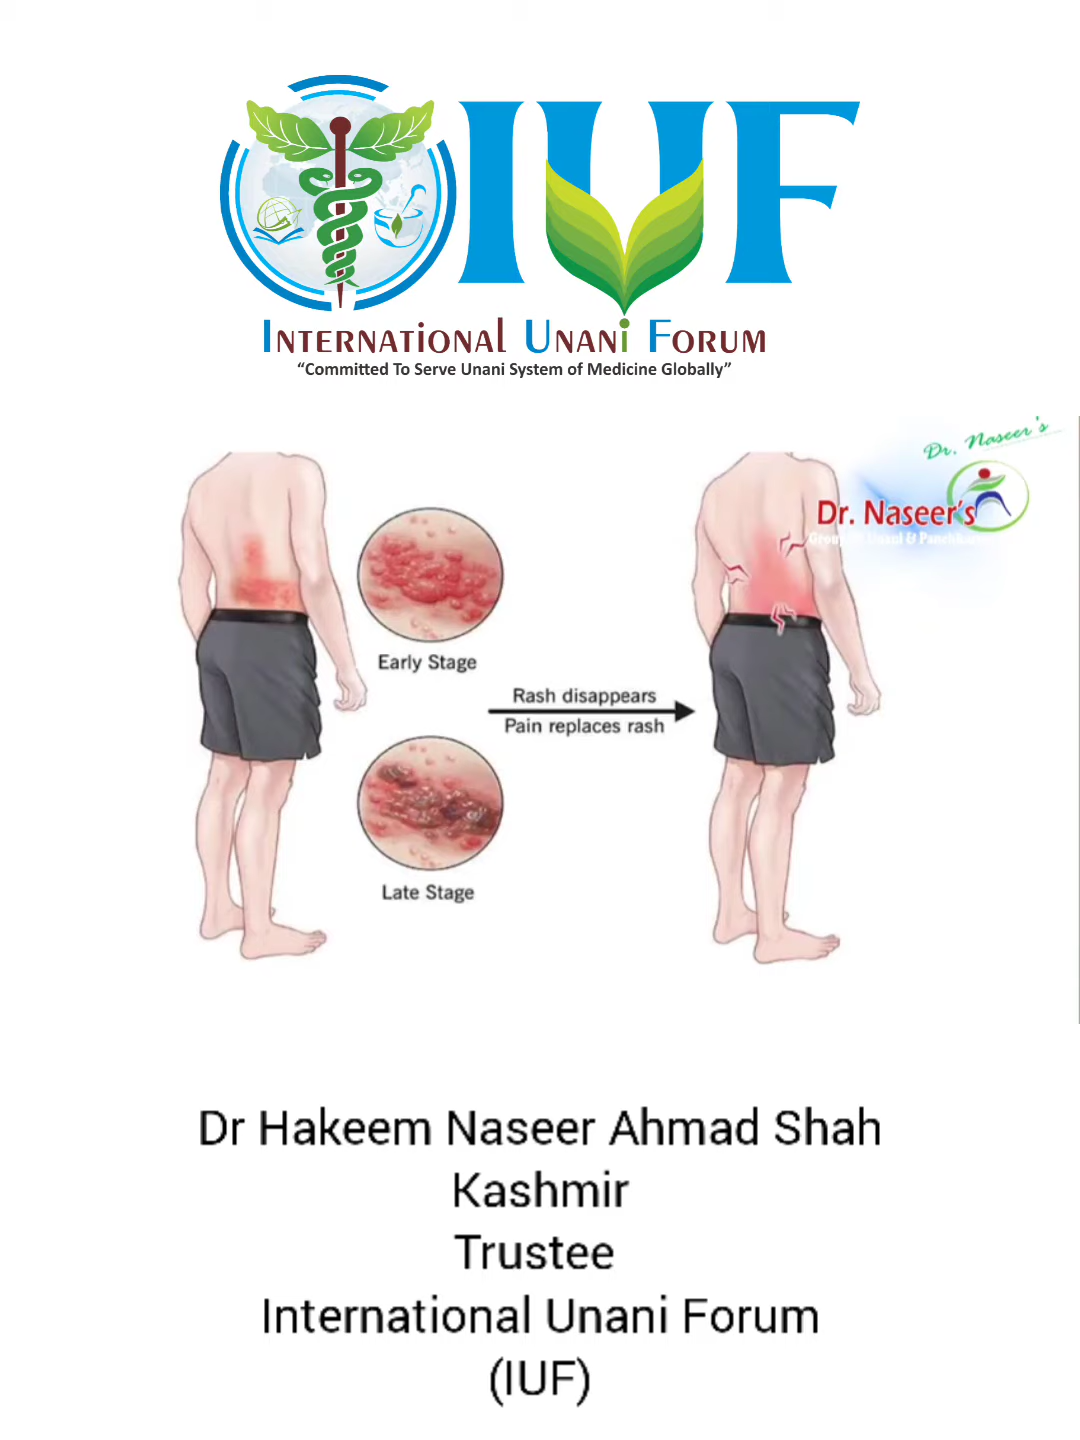 IUF
International Unani Forum
“Committed To Serve Unani System of Medicine Globally”
Dr. Naseer's
Dr. Naseer's
Unani &
Early Stage
Rash disappears
Pain replaces rash
Late Stage
Dr Hakeem Naseer Ahmad Shah
Kashmir
Trustee
International Unani Forum
(IUF)